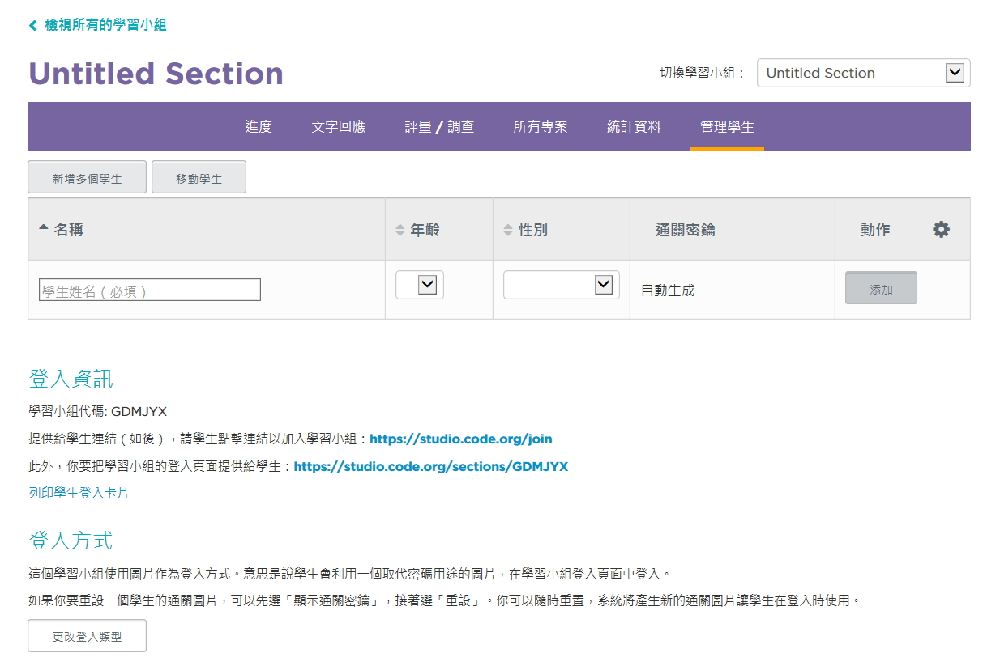 檢視所有的學習小組
Untitled Section
切換學習小組： Untitled Section
進度 文字回應 評量 / 調查 所有專案 統計資料 管理學生
新增多個學生 移動學生
名稱 年齡 性別 通關密鑰 動作
學生姓名（必填） 自動生成 添加
登入資訊
學習小組代碼: GDMJYX
提供給學生連結（如後），請學生點擊連結以加入學習小組：https://studio.code.org/join
此外，你要把學習小組的登入頁面提供給學生：https://studio.code.org/sections/GDMJYX
列印學生登入卡片
登入方式
這個學習小組使用圖片作為登入方式。意思是說學生會利用一個取代密碼用途的圖片，在學習小組登入頁面中登入。
如果你要重設一個學生的通關圖片，可以先選「顯示通關密鑰」，接著選「重設」。你可以隨時重置，系統將產生新的通關圖片讓學生在登入時使用。
更改登入類型